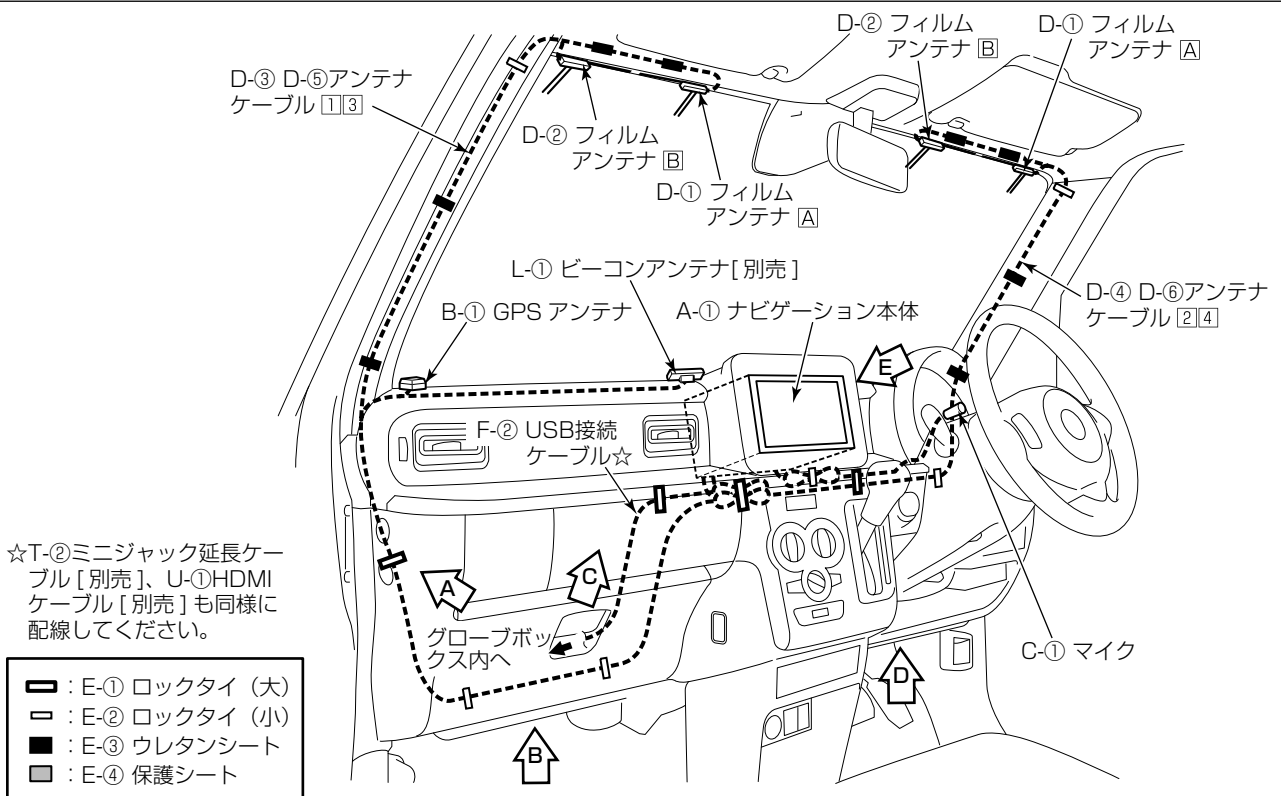 D-② フィルム
アンテナ B
D-① フィルム
アンテナ A
D-③ D-⑤アンテナ
ケーブル 1 3
D-② フィルム
アンテナ B
D-① フィルム
アンテナ A
L-① ビーコンアンテナ[別売]
B-① GPS アンテナ
A-① ナビゲーション本体
D-④ D-⑥アンテナ
ケーブル 2 4
E
F-② USB接続
ケーブル☆
☆T-②ミニジャック延長ケー
ブル[別売]、U-①HDMI
ケーブル[別売]も同様に
配線してください。
A
C
グローブボッ
クス内へ
C-① マイク
D
B
：E-① ロックタイ（大）
：E-② ロックタイ（小）
：E-③ ウレタンシート
：E-④ 保護シート